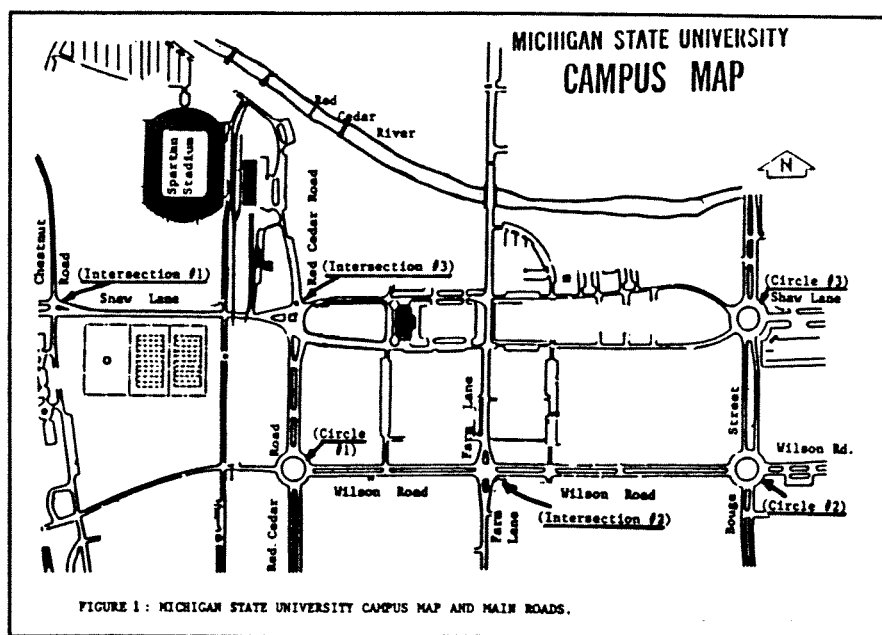 MICHIGAN STATE UNIVERSITY
CAMPUS MAP
Red
Cedar
River
N
Spartan
Stadium
Chestnut
Road
Red Cedar Road
(Intersection #1)
(Intersection #3)
(Circle #3)
Shaw Lane
Shaw Lane
Farm Lane
Street
Road
(Circle
#1)
Wilson Rd.
Wilson Road
Wilson Road
(Circle #2)
(Intersection #2)
Red Cedar
Farm
Lane
Bouge
FIGURE 1: MICHIGAN STATE UNIVERSITY CAMPUS MAP AND MAIN ROADS.